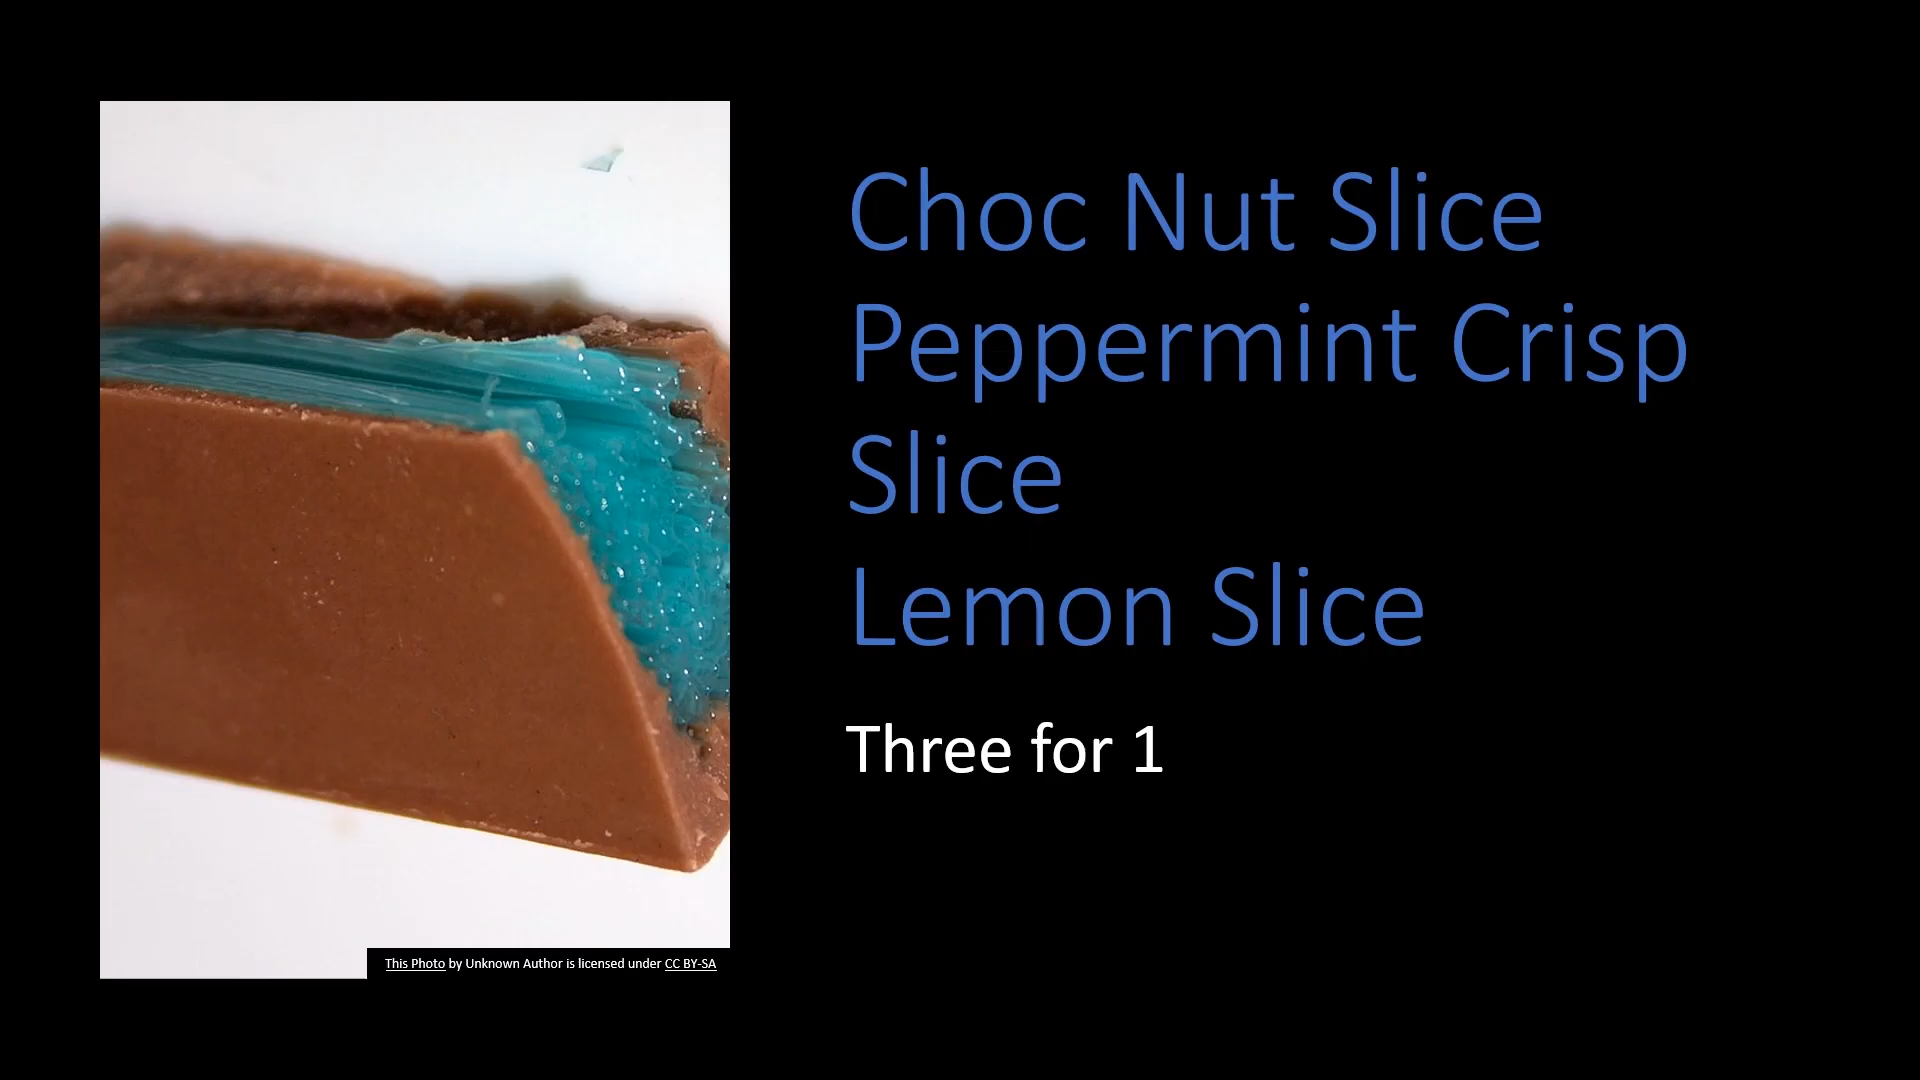 Choc Nut Slice
Peppermint Crisp
Slice
Lemon Slice
Three for 1
This Photo by Unknown Author is licensed under CC BY-SA